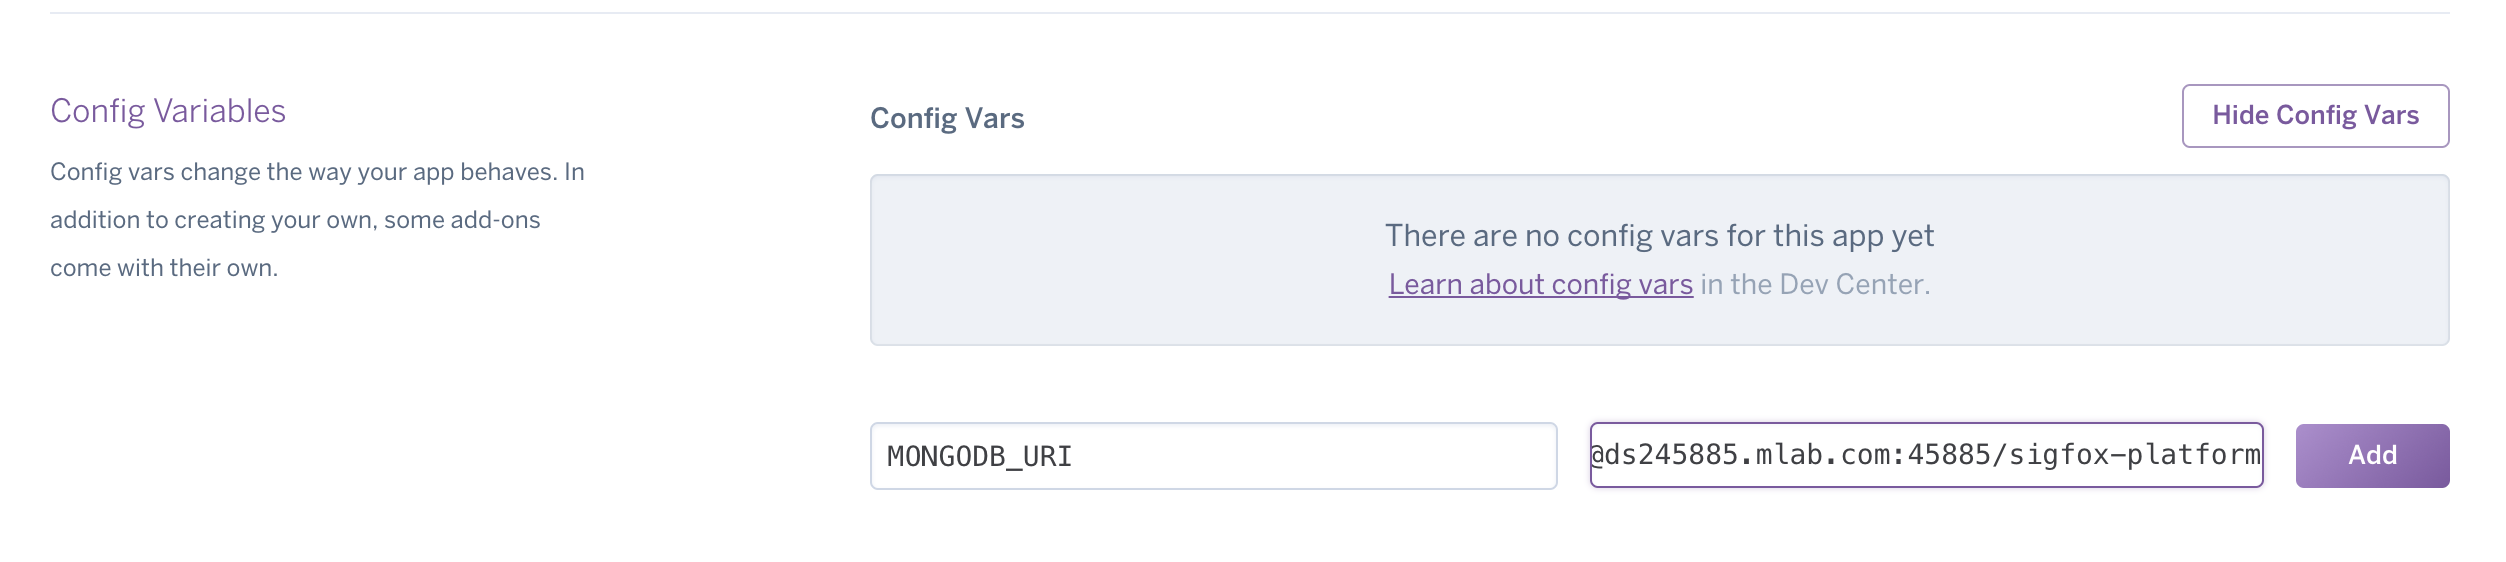 Config Variables
Config vars change the way your app behaves. In
addition to creating your own, some add-ons
come with their own.
Config Vars
Hide Config Vars
There are no config vars for this app yet
Learn about config vars in the Dev Center.
MONGODB_URI
@ds245885.mlab.com:45885/sigfox-platform
Add